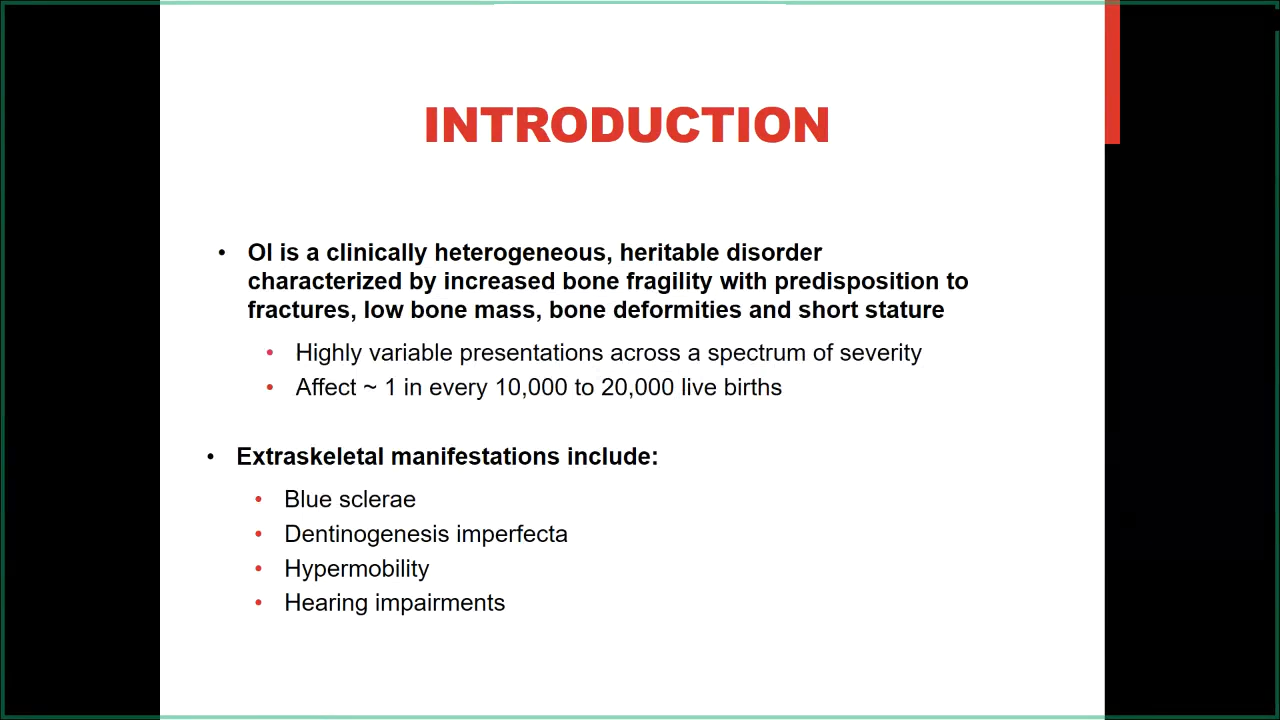 INTRODUCTION
• OI is a clinically heterogeneous, heritable disorder
characterized by increased bone fragility with predisposition to
fractures, low bone mass, bone deformities and short stature
• Highly variable presentations across a spectrum of severity
• Affect ~ 1 in every 10,000 to 20,000 live births
• Extraskeletal manifestations include:
• Blue sclerae
• Dentinogenesis imperfecta
• Hypermobility
• Hearing impairments